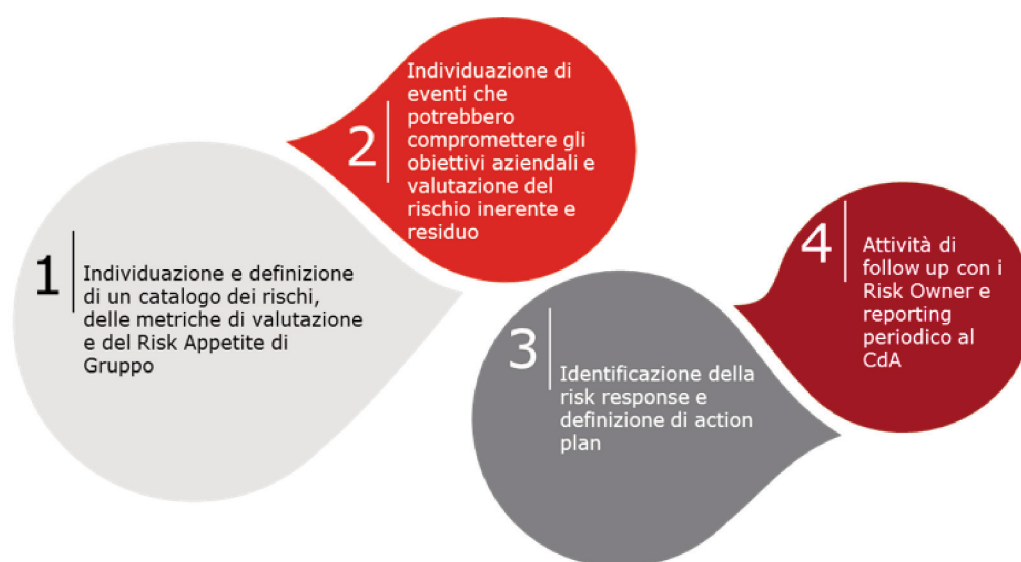 1
Individuazione e definizione
di un catalogo dei rischi,
delle metriche di valutazione
e del Risk Appetite di
Gruppo
2
Individuazione di
eventi che
potrebbero
compromettere gli
obiettivi aziendali e
valutazione del
rischio inerente e
residuo
3
Identificazione della
risk response e
definizione di action
plan
4
Attività di
follow up con i
Risk Owner e
reporting
periodico al
CdA